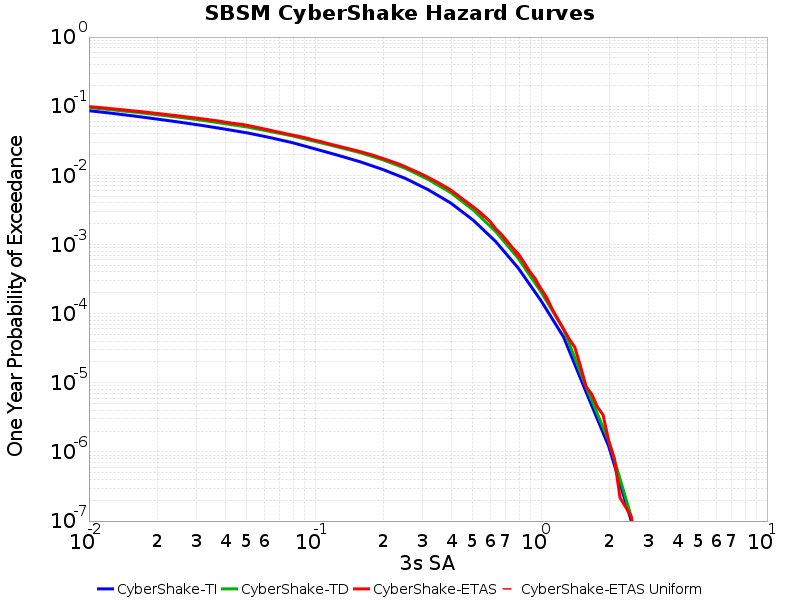 SBSM CyberShake Hazard Curves
One Year Probability of Exceedance
10^0
10^-1
10^-2
10^-3
10^-4
10^-5
10^-6
10^-7
10^-2 2 3 4 5 6 10^-1 2 3 4 5 6 7 10^0 2 3 4 5 6 7 10^1
3s SA
CyberShake-TI CyberShake-TD CyberShake-ETAS CyberShake-ETAS Uniform